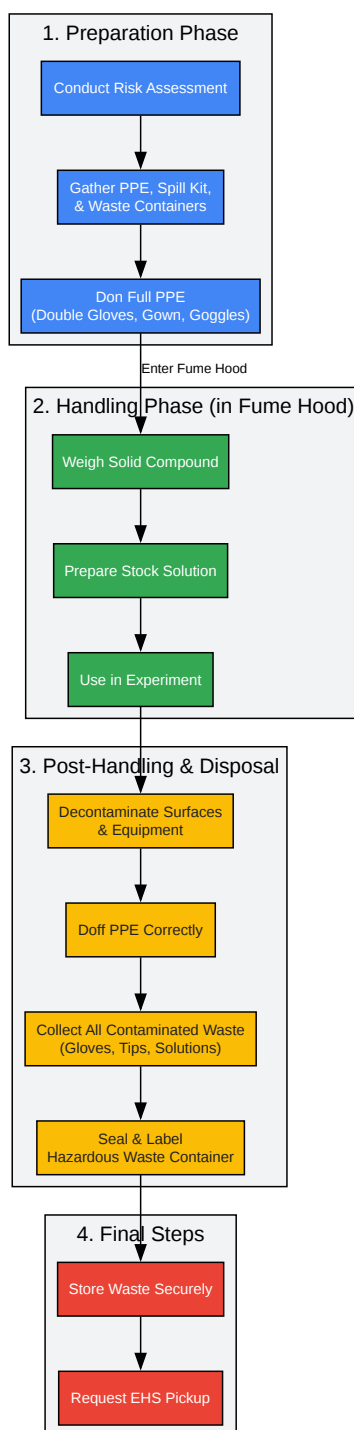 1. Preparation Phase
Conduct Risk Assessment
Gather PPE, Spill Kit,
& Waste Containers
Don Full PPE
(Double Gloves, Gown, Goggles)
Enter Fume Hood
2. Handling Phase (in Fume Hood)
Weigh Solid Compound
Prepare Stock Solution
Use in Experiment
3. Post-Handling & Disposal
Decontaminate Surfaces
& Equipment
Doff PPE Correctly
Collect All Contaminated Waste
(Gloves, Tips, Solutions)
Seal & Label
Hazardous Waste Container
4. Final Steps
Store Waste Securely
Request EHS Pickup